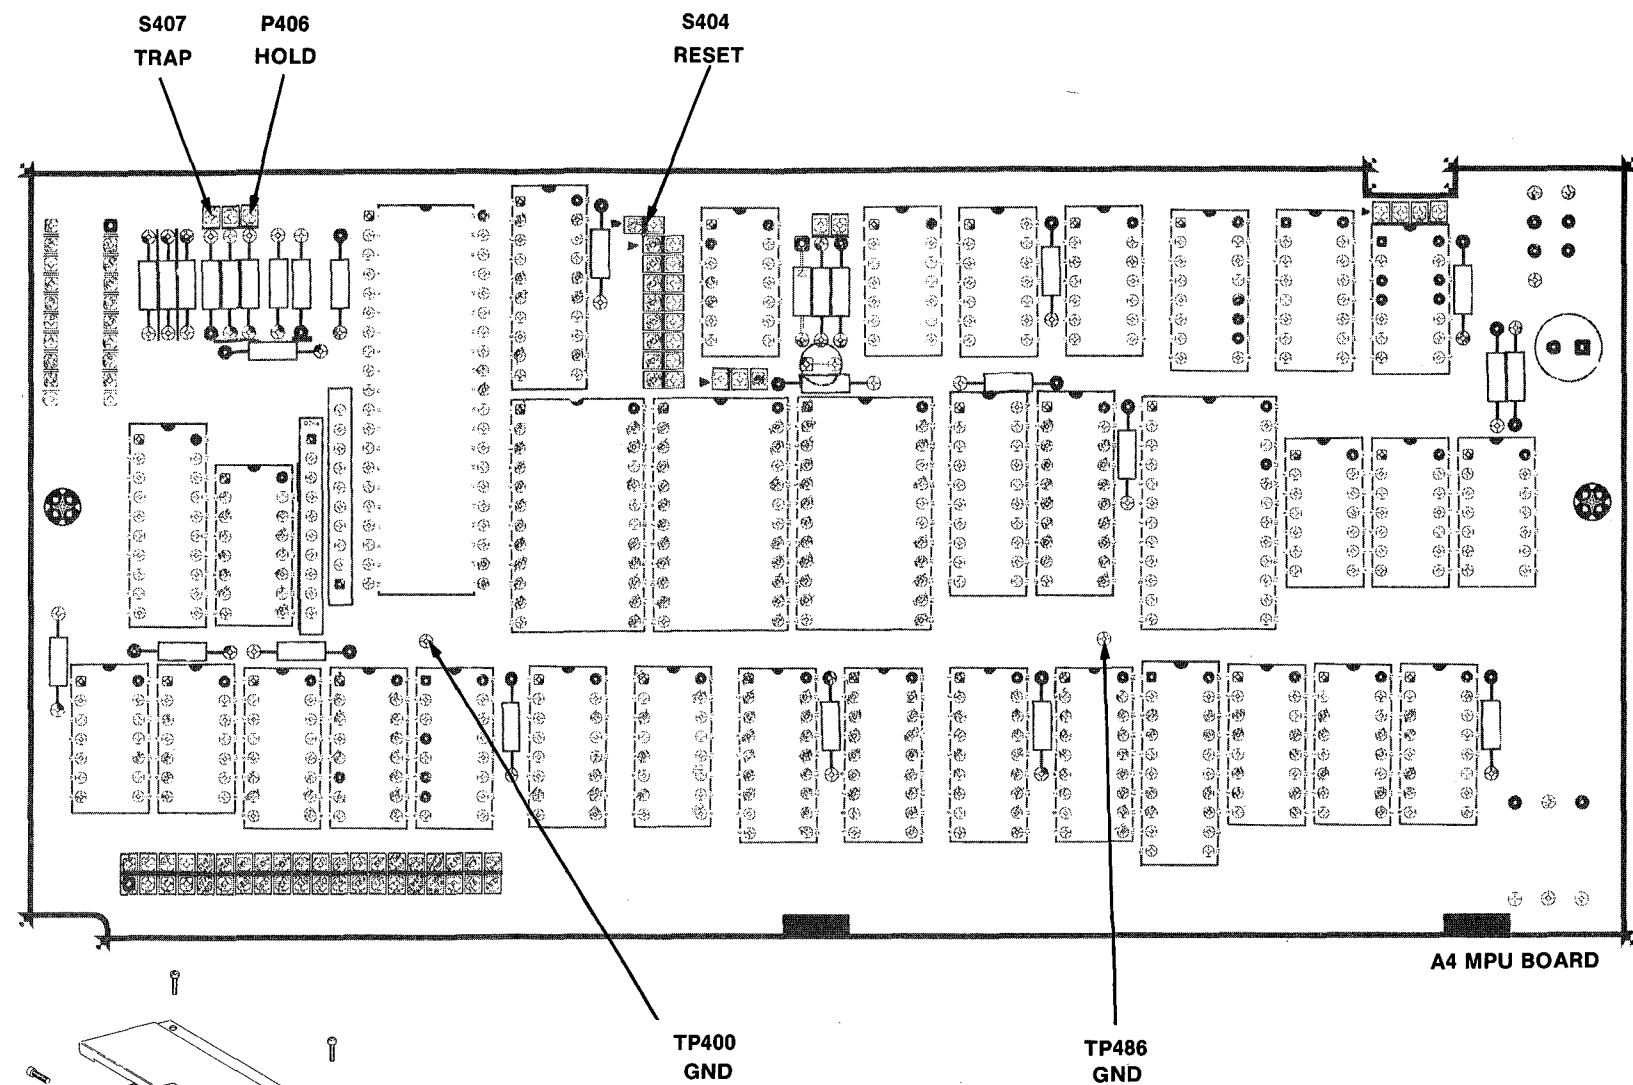 S407
TRAP
P406
HOLD
S404
RESET
A4 MPU BOARD
TP400
GND
TP486
GND